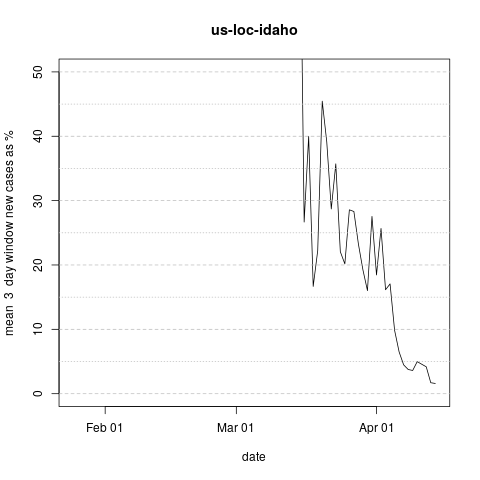 us-loc-idaho
mean 3 day window new cases as %
50
40
30
20
10
0
Feb 01
Mar 01
Apr 01
date